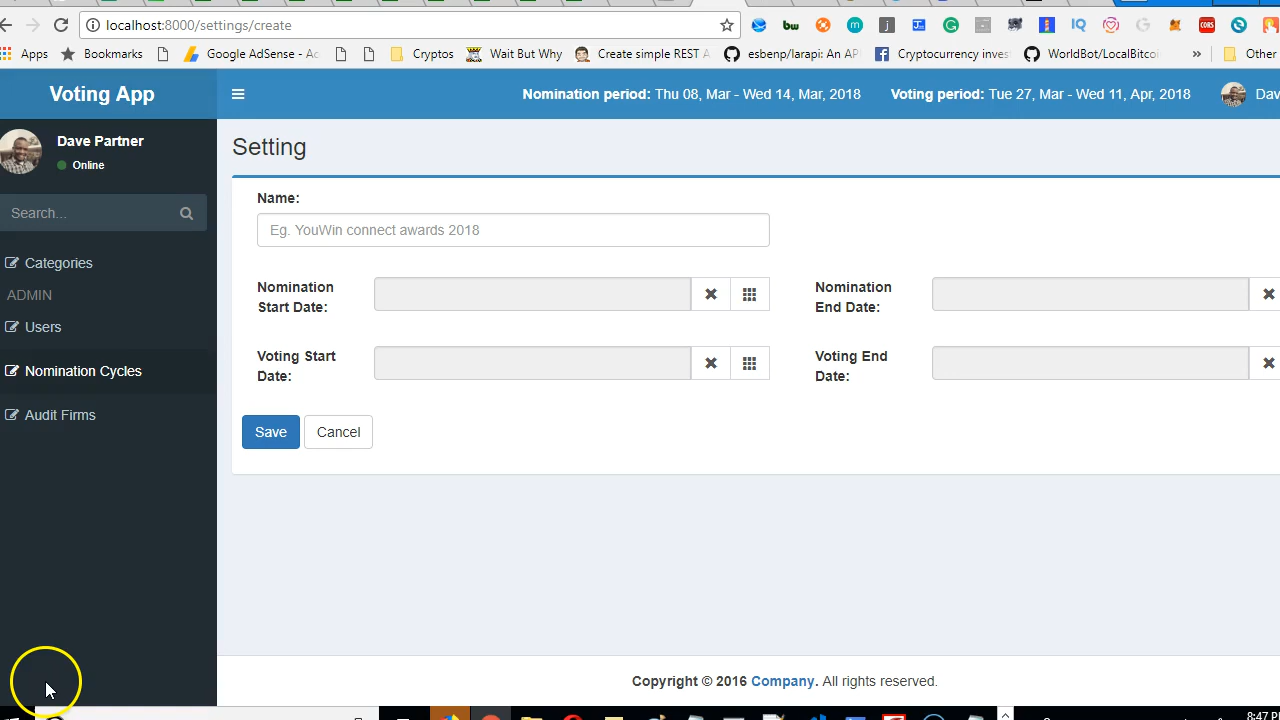 localhost:8000/settings/create
Apps Bookmarks Google AdSense - Ac Cryptos Wait But Why Create simple REST A esbenp/larapi: An AP Cryptocurrency inves WorldBot/LocalBitco » Other
Voting App
Nomination period: Thu 08, Mar - Wed 14, Mar, 2018 Voting period: Tue 27, Mar - Wed 11, Apr, 2018 Dav
Dave Partner
Online
Search...
Categories
ADMIN
Users
Nomination Cycles
Audit Firms
Setting
Name:
Eg. YouWin connect awards 2018
Nomination Start Date:
Nomination End Date:
Voting Start Date:
Voting End Date:
Save Cancel
Copyright © 2016 Company. All rights reserved.
8:47 P